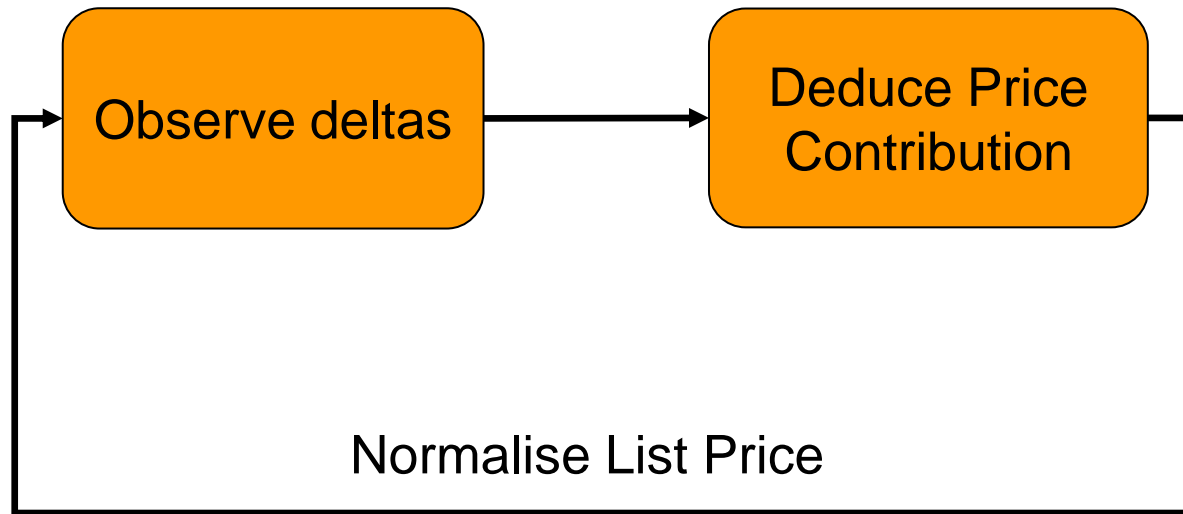 Observe deltas
Deduce Price
Contribution
Normalise List Price